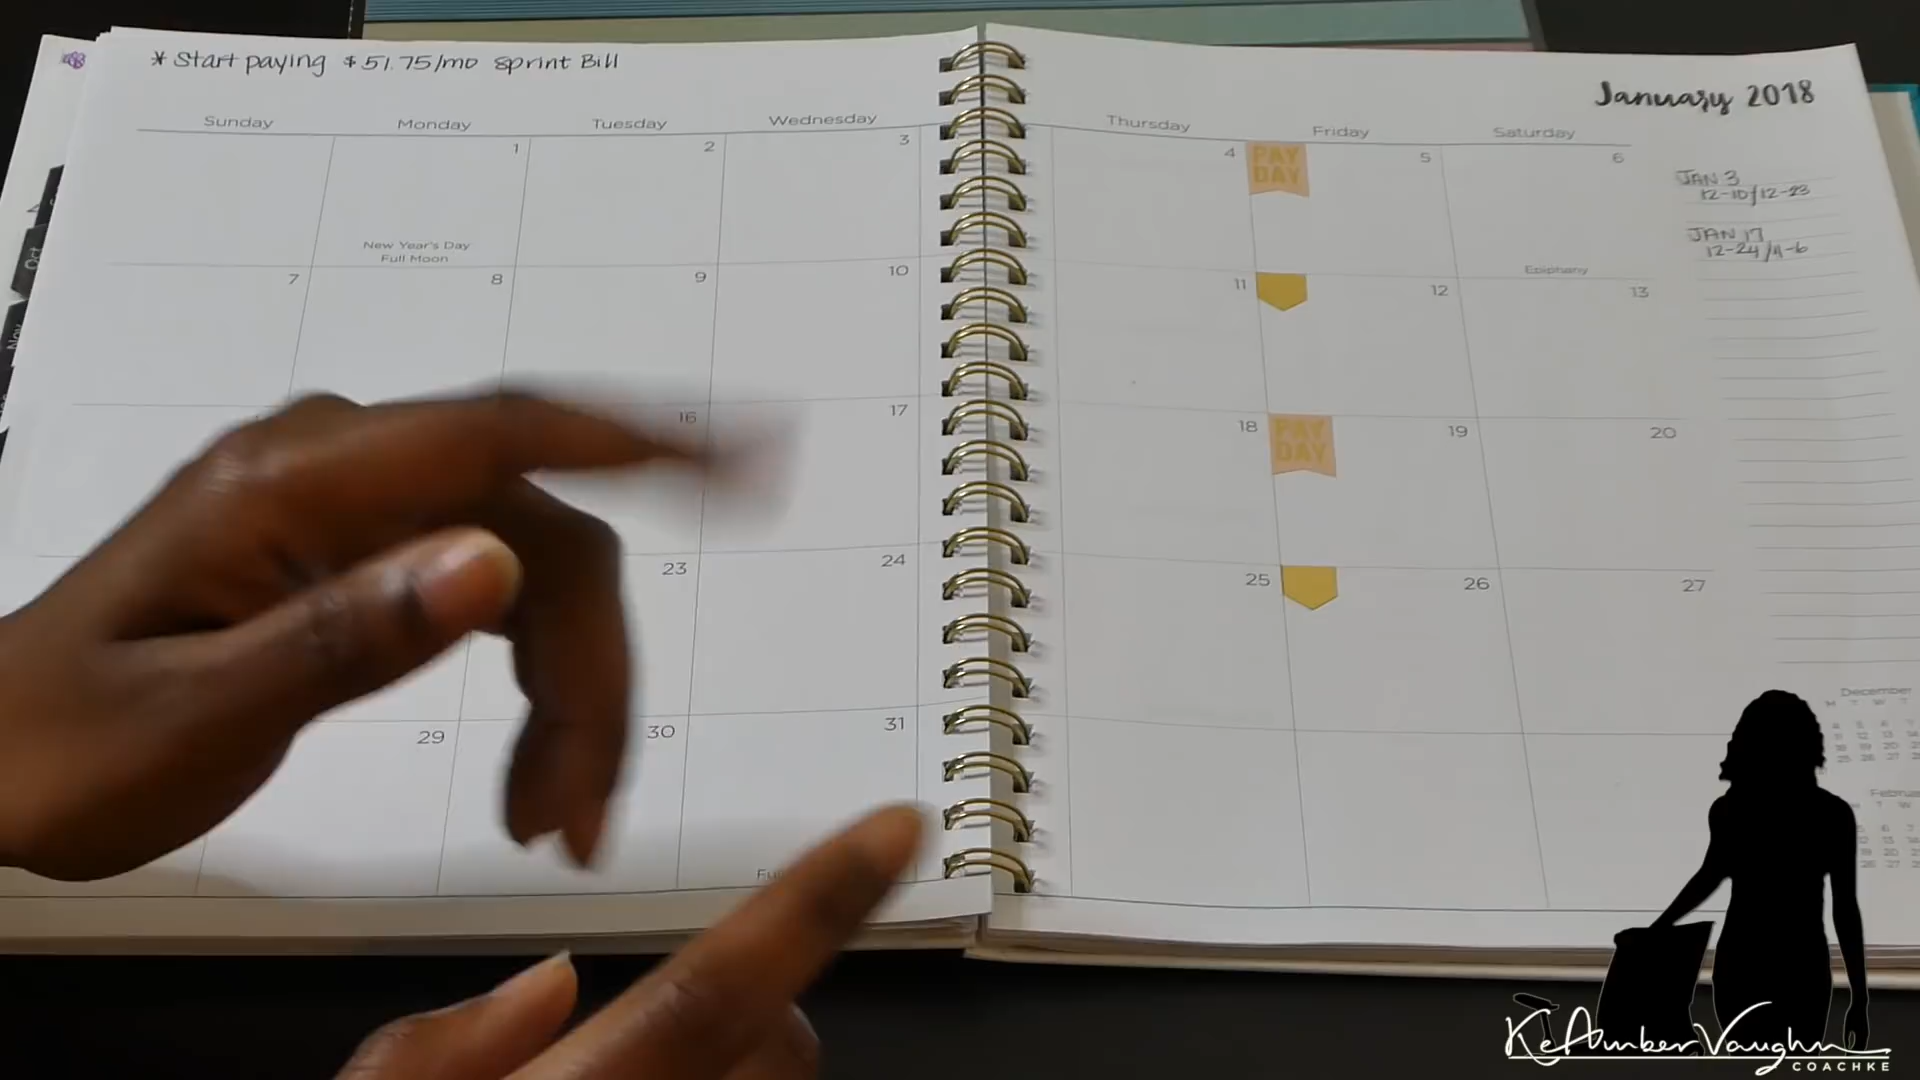 * Start paying $51.75/mo Sprint Bill
January 2018
Sunday Monday Tuesday Wednesday Thursday Friday Saturday
1 2 3 4 5 6
PAY DAY
New Year's Day
Full Moon
Epiphany
7 8 9 10 11 12 13
16 17 18 19 20
PAY DAY
23 24 25 26 27
29 30 31
JAN 3
12-10/12-23
JAN 17
12-24/
Oct
Nov
December
KeAmber Vaughn
COACHKE